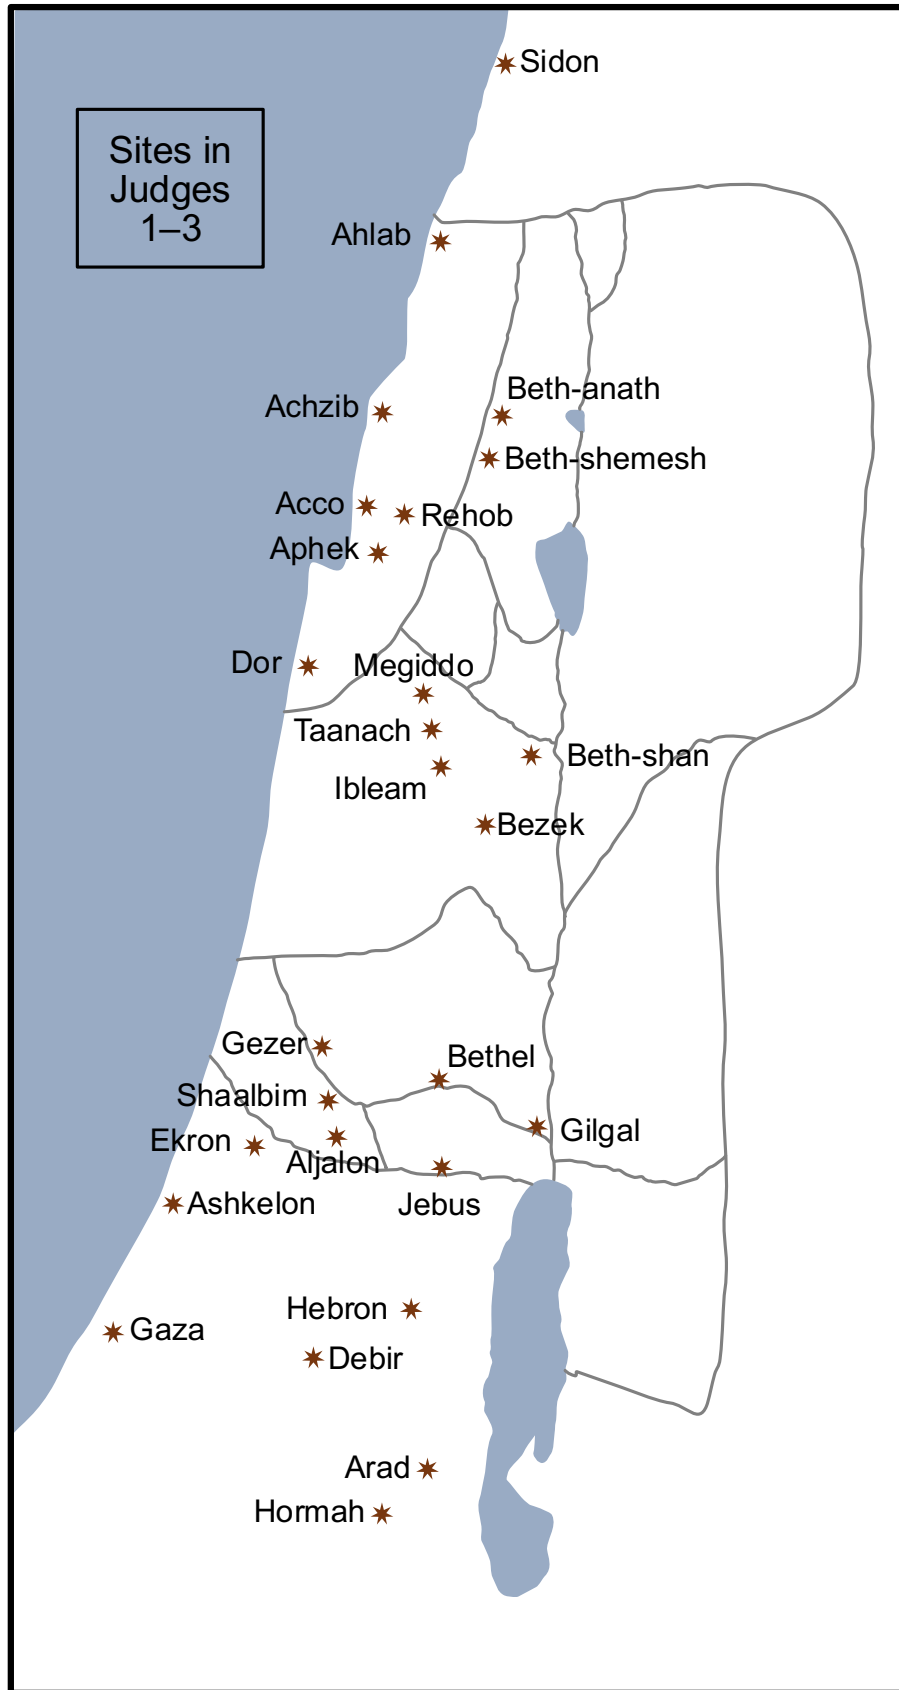 Sidon
Sites in
Judges
1–3
Ahlab
Beth-anath
Achzib
Beth-shemesh
Acco
Rehob
Aphek
Dor
Megiddo
Taanach
Beth-shan
Ibleam
Bezek
Gezer
Bethel
Shaalbim
Gilgal
Ekron
Aljalon
Ashkelon
Jebus
Hebron
Gaza
Debir
Arad
Hormah